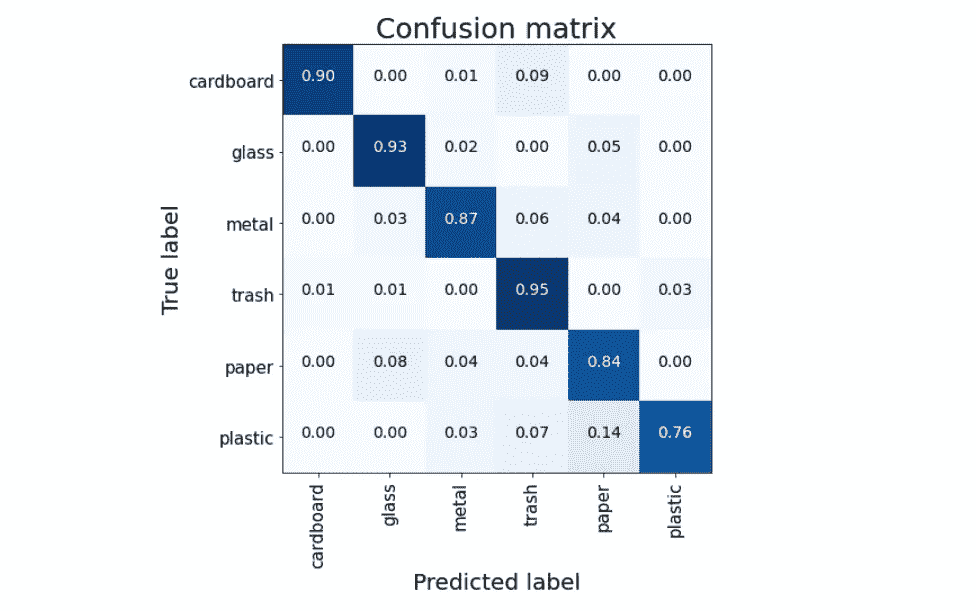 Confusion matrix
cardboard 0.90 0.00 0.01 0.09 0.00 0.00
glass 0.00 0.93 0.02 0.00 0.05 0.00
metal 0.00 0.03 0.87 0.06 0.04 0.00
trash 0.01 0.01 0.00 0.95 0.00 0.03
paper 0.00 0.08 0.04 0.04 0.84 0.00
plastic 0.00 0.00 0.03 0.07 0.14 0.76
True label
cardboard glass metal trash paper plastic
Predicted label